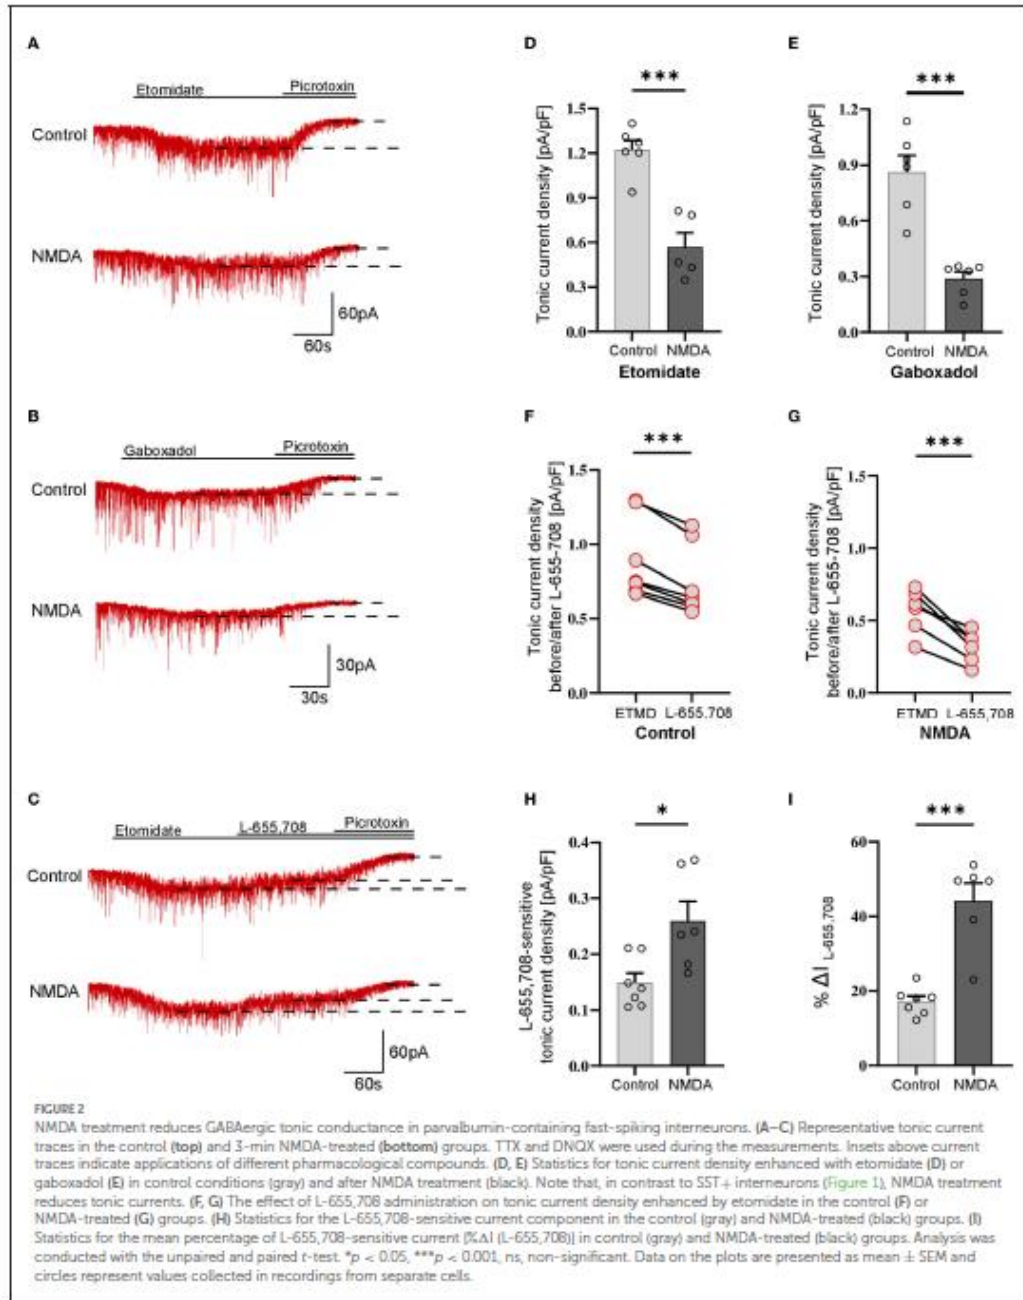 A
Etomidate
Picrotoxin
Control
NMDA
60pA
60s
D
***
Tonic current density [pA/pF]
1.5
1.2
0.9
0.6
0.3
0.0
Control NMDA
Etomidate
E
***
Tonic current density [pA/pF]
1.2
0.9
0.6
0.3
0.0
Control NMDA
Gaboxadol
B
Gaboxadol
Picrotoxin
Control
NMDA
30pA
30s
F
***
Tonic current density
before/after L-655-708 [pA/pF]
1.5
1.0
0.5
0.0
ETMD L-655.708
Control
G
***
Tonic current density
before/after L-655-708 [pA/pF]
1.5
1.0
0.5
0.0
ETMD L-655,708
NMDA
C
Etomidate
L-655,708
Picrotoxin
Control
NMDA
60pA
60s
H
*
L-655,708-sensitive
tonic current density [pA/pF]
0.4
0.3
0.2
0.1
0.0
Control NMDA
I
***
% ΔI L-655,708
60
40
20
0
Control NMDA
FIGURE 2
NMDA treatment reduces GABAergic tonic conductance in parvalbumin-containing fast-spiking interneurons. (A–C) Representative tonic current
traces in the control (top) and 3-min NMDA-treated (bottom) groups. TTX and DNQX were used during the measurements. Insets above current
traces indicate applications of different pharmacological compounds. (D, E) Statistics for tonic current density enhanced with etomidate (D) or
gaboxadol (E) in control conditions (gray) and after NMDA treatment (black). Note that, in contrast to SST+ interneurons (Figure 1), NMDA treatment
reduces tonic currents. (F, G) The effect of L-655,708 administration on tonic current density enhanced by etomidate in the control (F) or
NMDA-treated (G) groups. (H) Statistics for the L-655,708-sensitive current component in the control (gray) and NMDA-treated (black) groups. (I)
Statistics for the mean percentage of L-655,708-sensitive current [%ΔI (L-655,708)] in control (gray) and NMDA-treated (black) groups. Analysis was
conducted with the unpaired and paired t-test. *p < 0.05, ***p < 0.001, ns, non-significant. Data on the plots are presented as mean ± SEM and
circles represent values collected in recordings from separate cells.